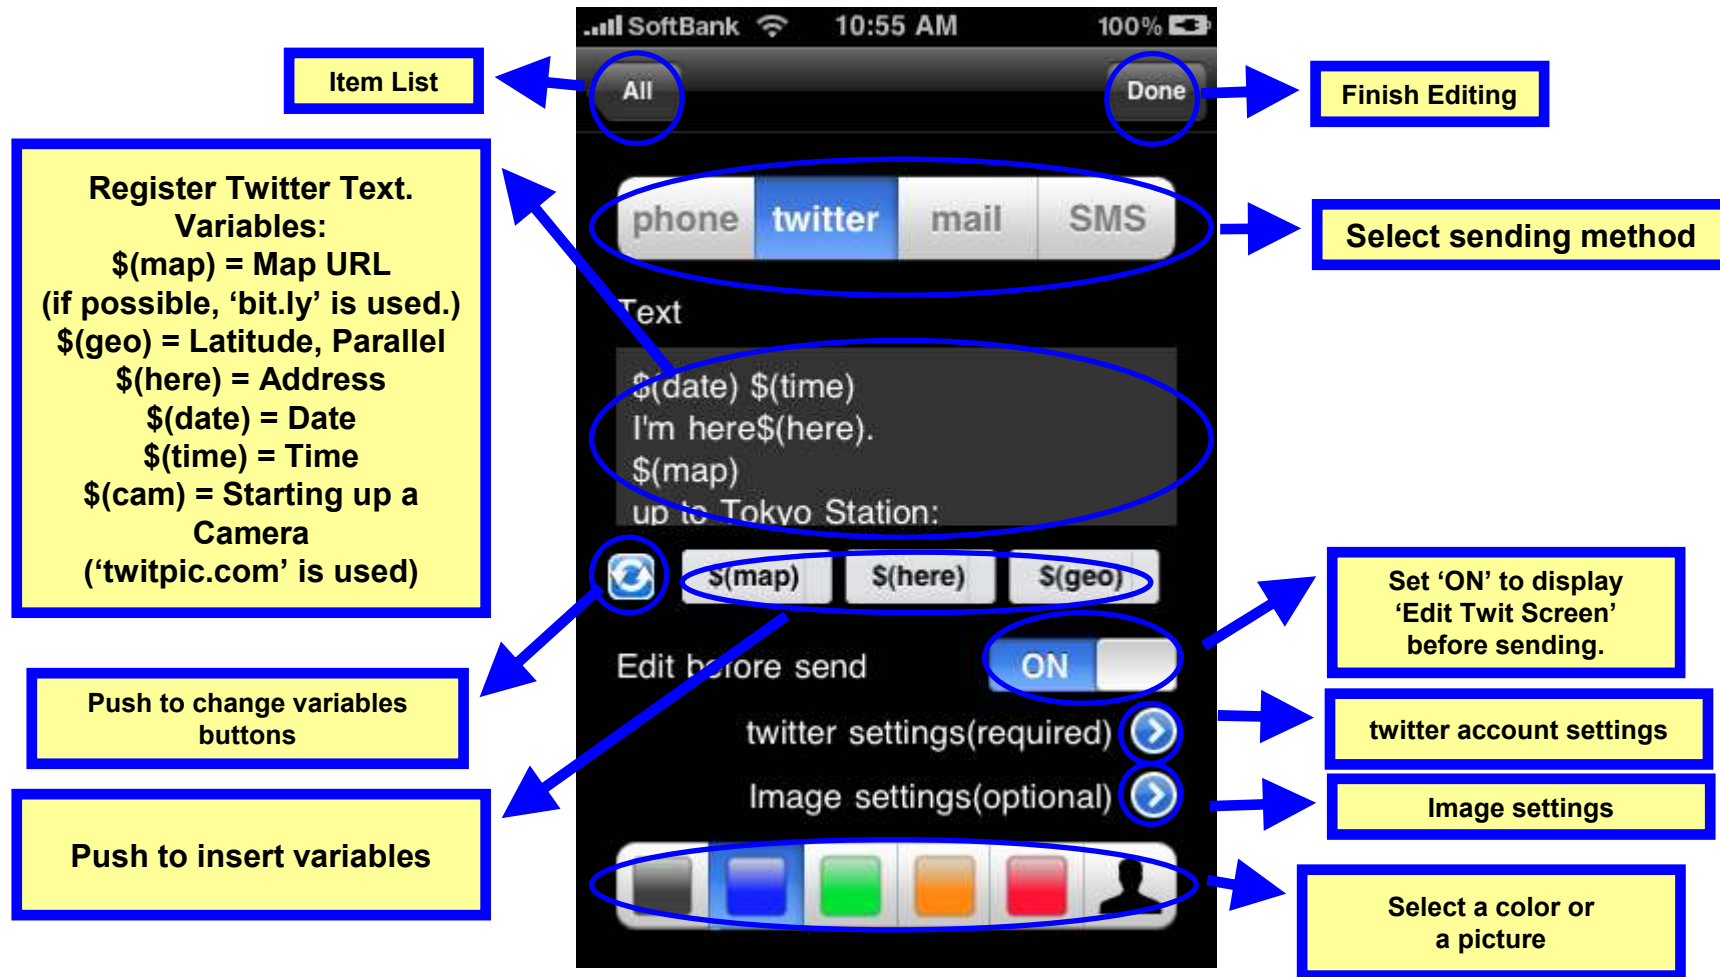 SoftBank 10:55 AM 100%
Item List
All
Done
Finish Editing
Register Twitter Text.
Variables:
$(map) = Map URL
(if possible, ‘bit.ly’ is used.)
$(geo) = Latitude, Parallel
$(here) = Address
$(date) = Date
$(time) = Time
$(cam) = Starting up a
Camera
(‘twitpic.com’ is used)
phone twitter mail SMS
Select sending method
Text
$(date) $(time)
I'm here$(here).
$(map)
up to Tokyo Station:
$(map) $(here) $(geo)
Set ‘ON’ to display
‘Edit Twit Screen’
before sending.
Edit before send ON
Push to change variables
buttons
twitter settings(required)
twitter account settings
Image settings(optional)
Image settings
Push to insert variables
Select a color or
a picture